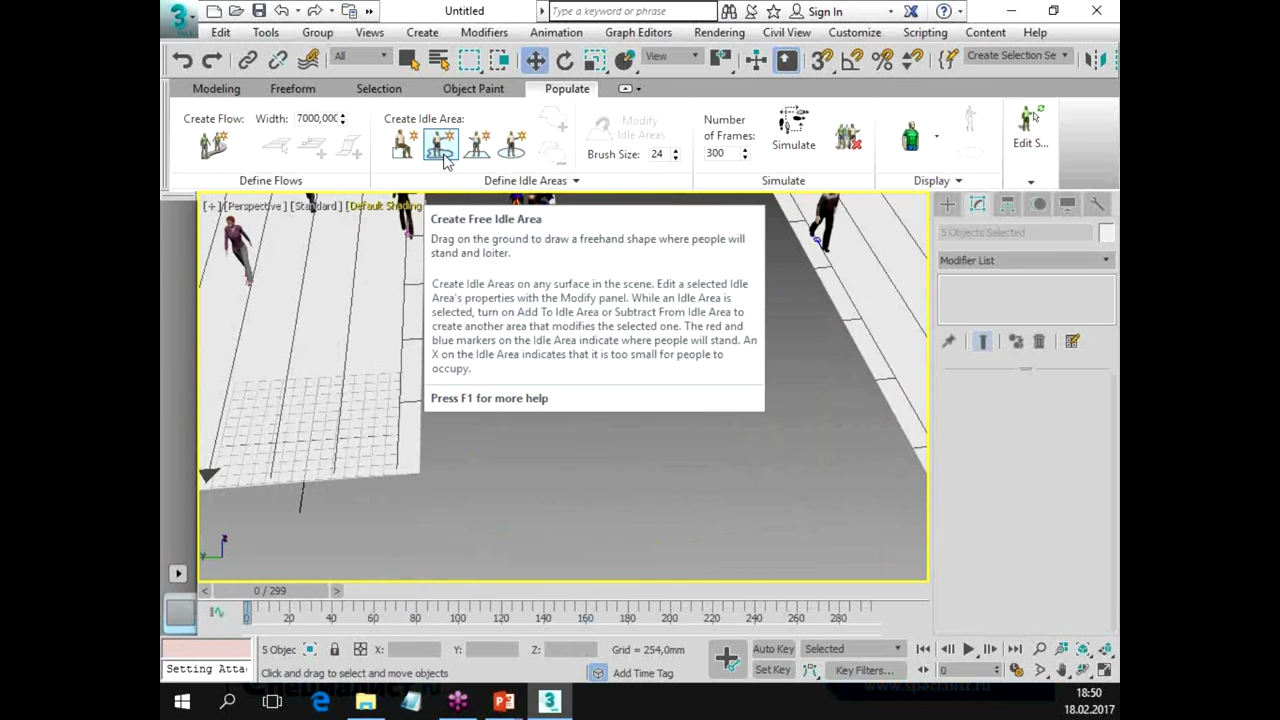 Untitled
Type a keyword or phrase
Sign In
Edit Tools Group Views Create Modifiers Animation Graph Editors Rendering Civil View Customize Scripting Content Help
All
View
Create Selection Se
Modeling Freeform Selection Object Paint Populate
Create Flow: Width: 7000,000
Create Idle Area:
Modify
Idle Areas
Brush Size: 24
Number
of Frames:
300
Simulate
Edit S...
Define Flows
Define Idle Areas
Simulate
Display
[+] [Perspective] [Standard] [Default Shading
Create Free Idle Area
Drag on the ground to draw a freehand shape where people will
stand and loiter.
Create Idle Areas on any surface in the scene. Edit a selected Idle
Area's properties with the Modify panel. While an Idle Area is
selected, turn on Add To Idle Area or Subtract From Idle Area to
create another area that modifies the selected one. The red and
blue markers on the Idle Area indicate where people will stand. An
X on the Idle Area indicates that it is too small for people to
occupy.
Press F1 for more help
5 Objects Selected
Modifier List
z
y
0 / 299
0 20 40 60 80 100 120 140 160 180 200 220 240 260 280
5 Objec X: Y: Z: Grid = 254,0mm
Auto Key Selected
Setting Atta
Click and drag to select and move objects
Add Time Tag
Set Key Key Filters...
0
Специалист.ru
www.specialist.ru
18:50
18.02.2017